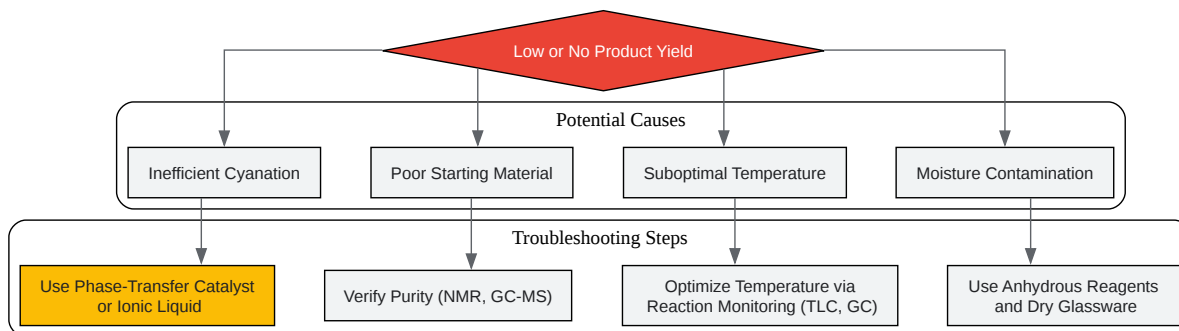 Low or No Product Yield
Potential Causes
Inefficient Cyanation
Poor Starting Material
Suboptimal Temperature
Moisture Contamination
Troubleshooting Steps
Use Phase-Transfer Catalyst
or Ionic Liquid
Verify Purity (NMR, GC-MS)
Optimize Temperature via
Reaction Monitoring (TLC, GC)
Use Anhydrous Reagents
and Dry Glassware